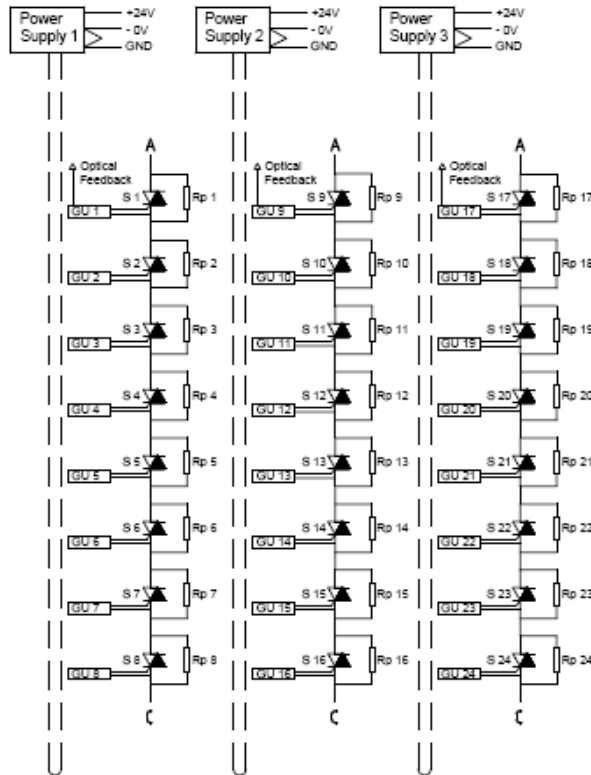 Power Supply 1
+24V
- 0V
GND
Power Supply 2
+24V
- 0V
GND
Power Supply 3
+24V
- 0V
GND
A
Optical Feedback
S 1
Rp 1
GU 1
S 2
Rp 2
GU 2
S 3
Rp 3
GU 3
S 4
Rp 4
GU 4
S 5
Rp 5
GU 5
S 6
Rp 6
GU 6
S 7
Rp 7
GU 7
S 8
Rp 8
GU 8
C
A
Optical Feedback
S 9
Rp 9
GU 9
S 10
Rp 10
GU 10
S 11
Rp 11
GU 11
S 12
Rp 12
GU 12
S 13
Rp 13
GU 13
S 14
Rp 14
GU 14
S 15
Rp 15
GU 15
S 16
Rp 16
GU 16
C
A
Optical Feedback
S 17
Rp 17
GU 17
S 18
Rp 18
GU 18
S 19
Rp 19
GU 19
S 20
Rp 20
GU 20
S 21
Rp 21
GU 21
S 22
Rp 22
GU 22
S 23
Rp 23
GU 23
S 24
Rp 24
GU 24
C